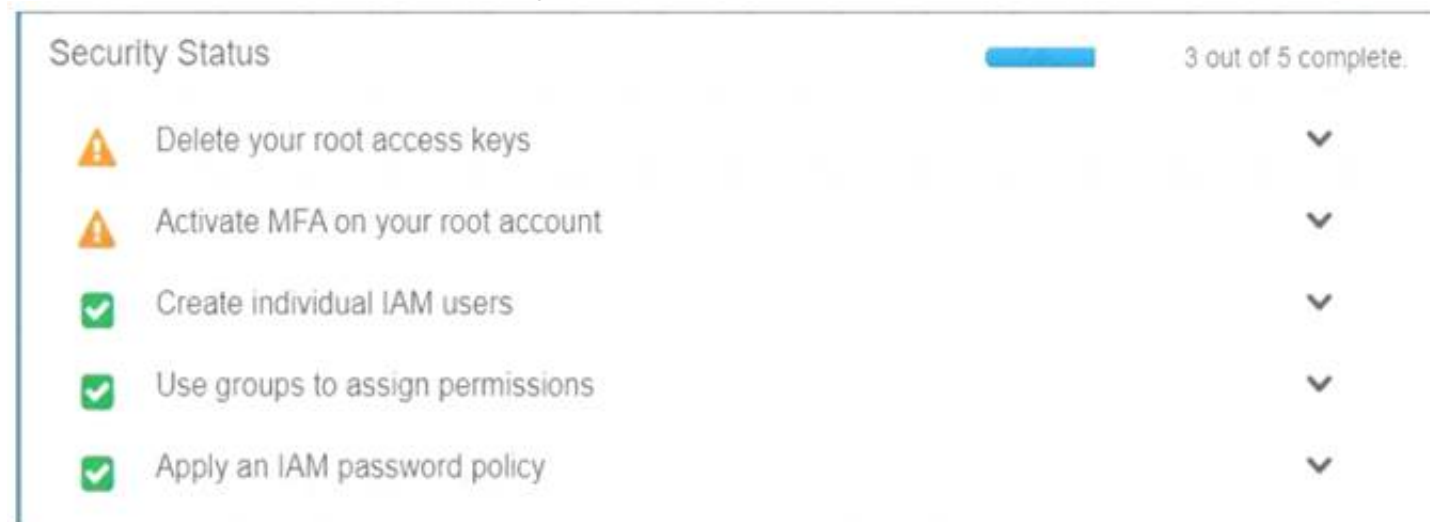 Security Status
3 out of 5 complete.
Delete your root access keys
Activate MFA on your root account
Create individual IAM users
Use groups to assign permissions
Apply an IAM password policy